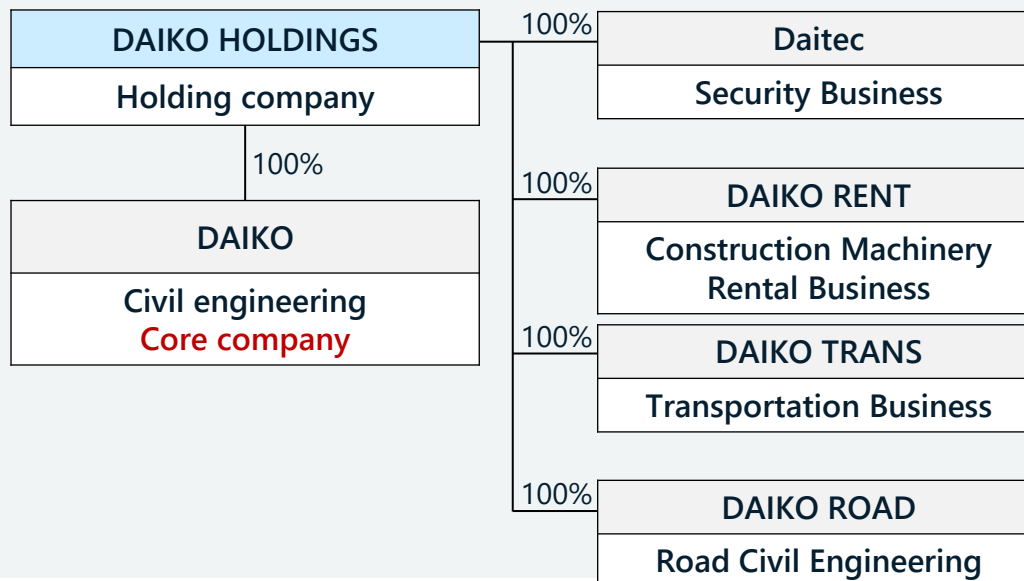 DAIKO HOLDINGS
Holding company
100%
DAIKO
Civil engineering
Core company
100%
Daitec
Security Business
100%
DAIKO RENT
Construction Machinery
Rental Business
100%
DAIKO TRANS
Transportation Business
100%
DAIKO ROAD
Road Civil Engineering